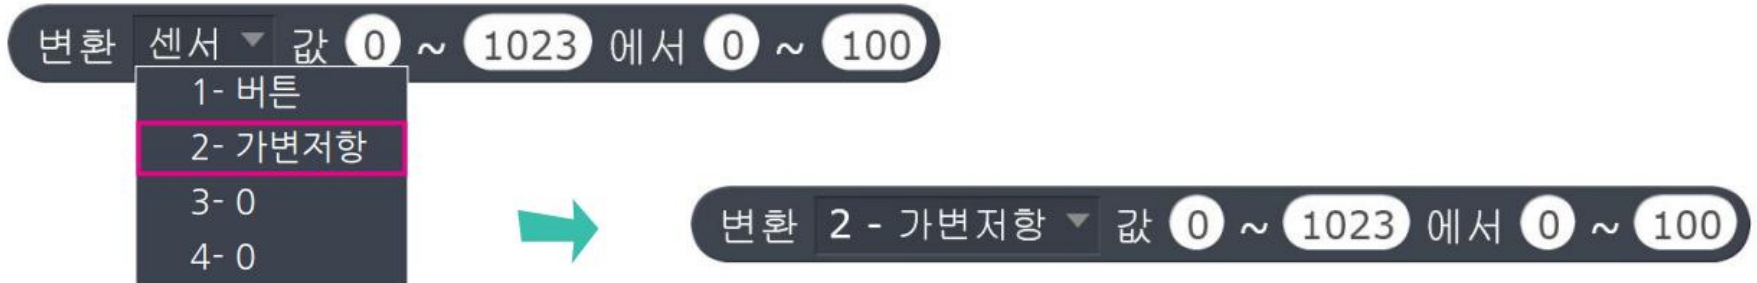 변환 센서 값 0 ~ 1023 에서 0 ~ 100
1- 버튼
2- 가변저항
3- 0
4- 0
변환 2 - 가변저항 값 0 ~ 1023 에서 0 ~ 100